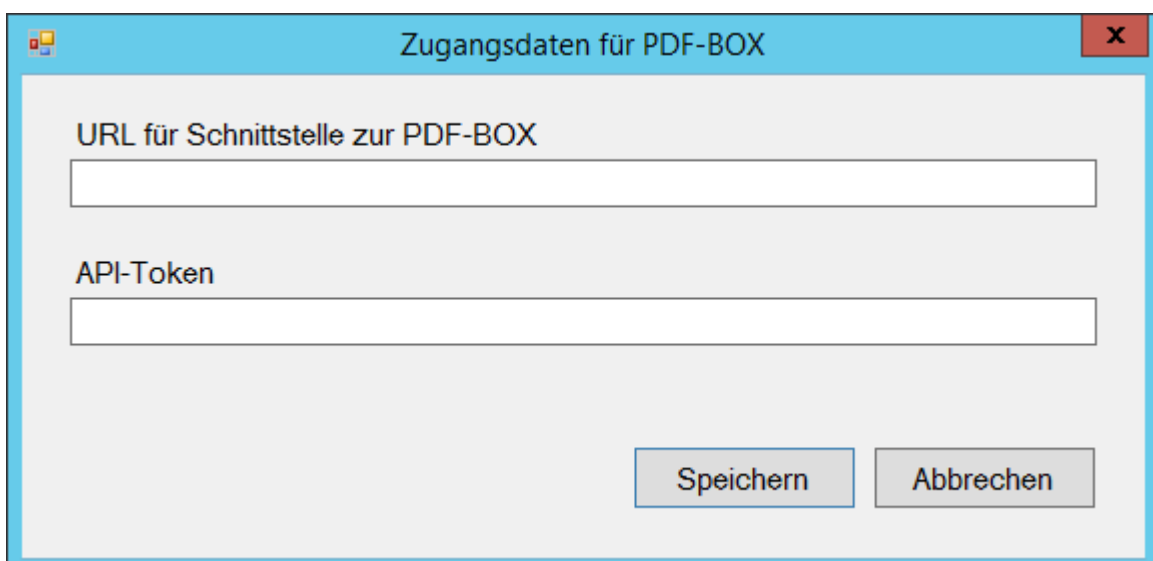 Zugangsdaten für PDF-BOX
x
URL für Schnittstelle zur PDF-BOX
API-Token
Speichern Abbrechen